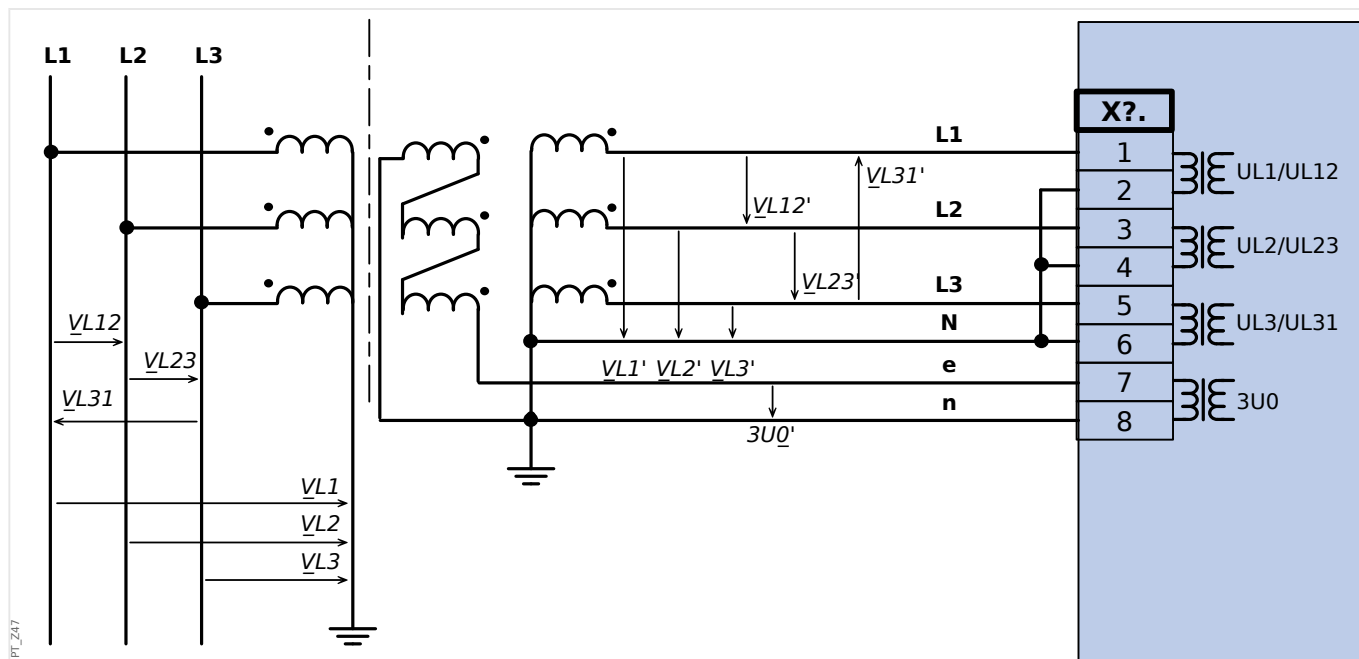 L1 L2 L3
X?.
L1
1
UL1/UL12
VL31'
2
VL12'
L2
3
UL2/UL23
4
VL23'
L3
5
N
UL3/UL31
VL12
6
VL23
VL1' VL2' VL3'
e
7
VL31
n
3U0
8
3U0'
VL1
VL2
VL3
PT_Z47